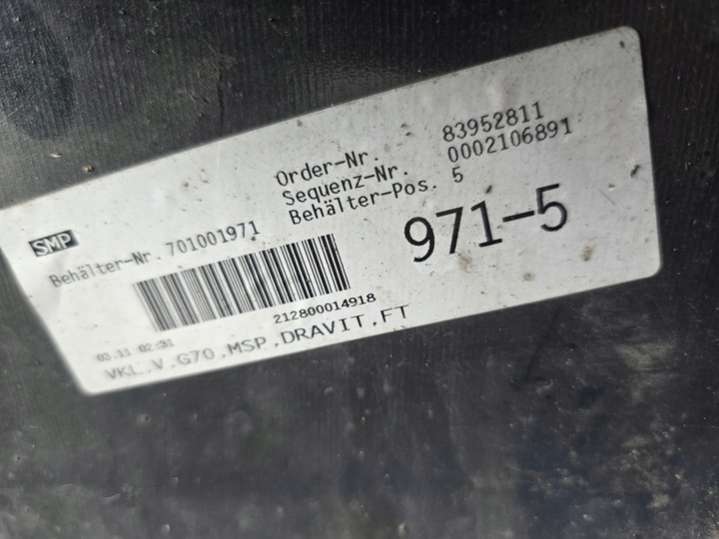 Order-Nr. 83952811
Sequenz-Nr. 0002106891
Behälter-Pos. 5
SMP
Behälter-Nr. 701001971
971-5
212800014918
03.11 02:31
VKL.V.G70.MSP.DRAVIT.FT